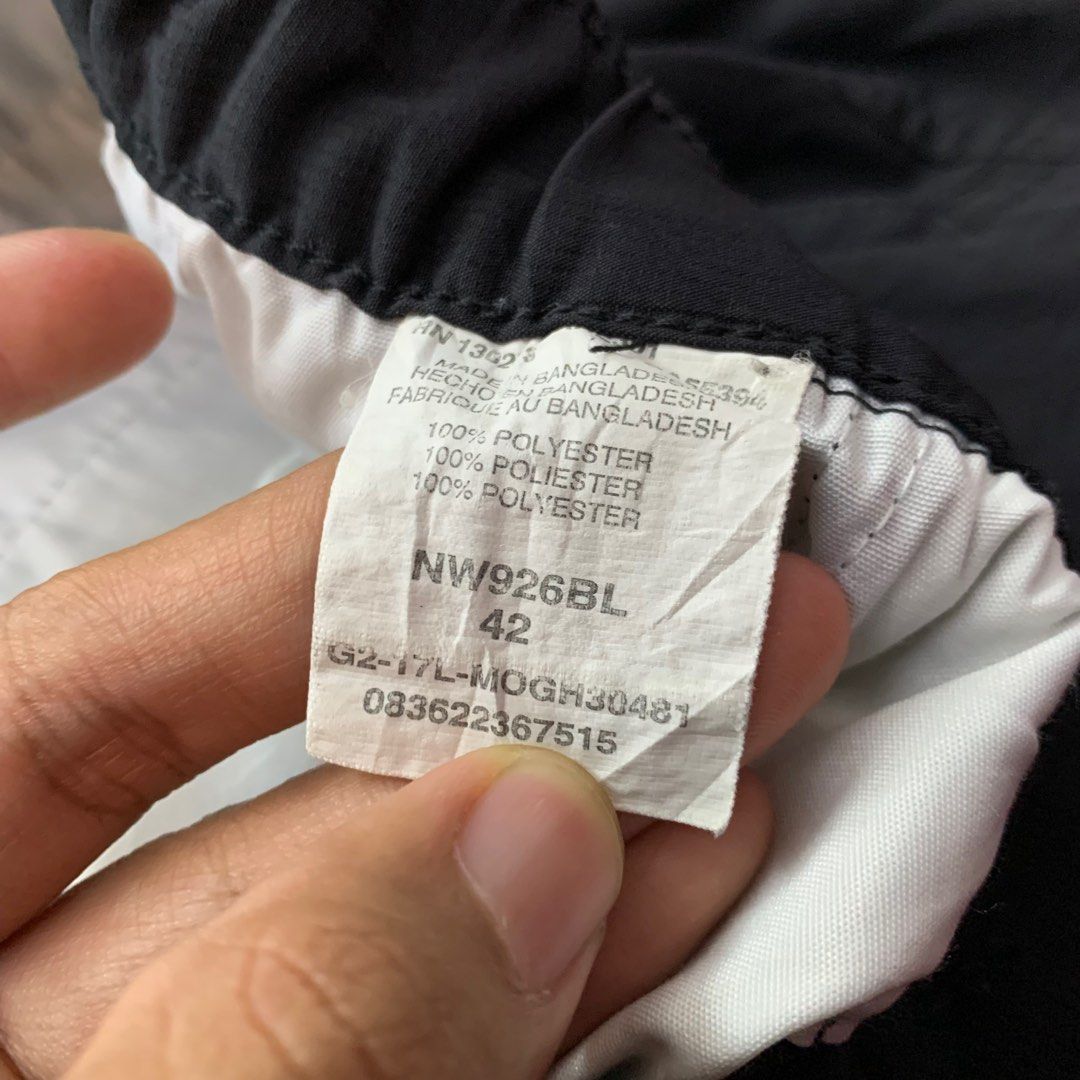 MADE IN BANGLADESH
HECHO EN BANGLADESH
FABRIQUE AU BANGLADESH
100% POLYESTER
100% POLIESTER
100% POLYESTER
NW926BL
42
G2-17L-MOGH30481
083622367515